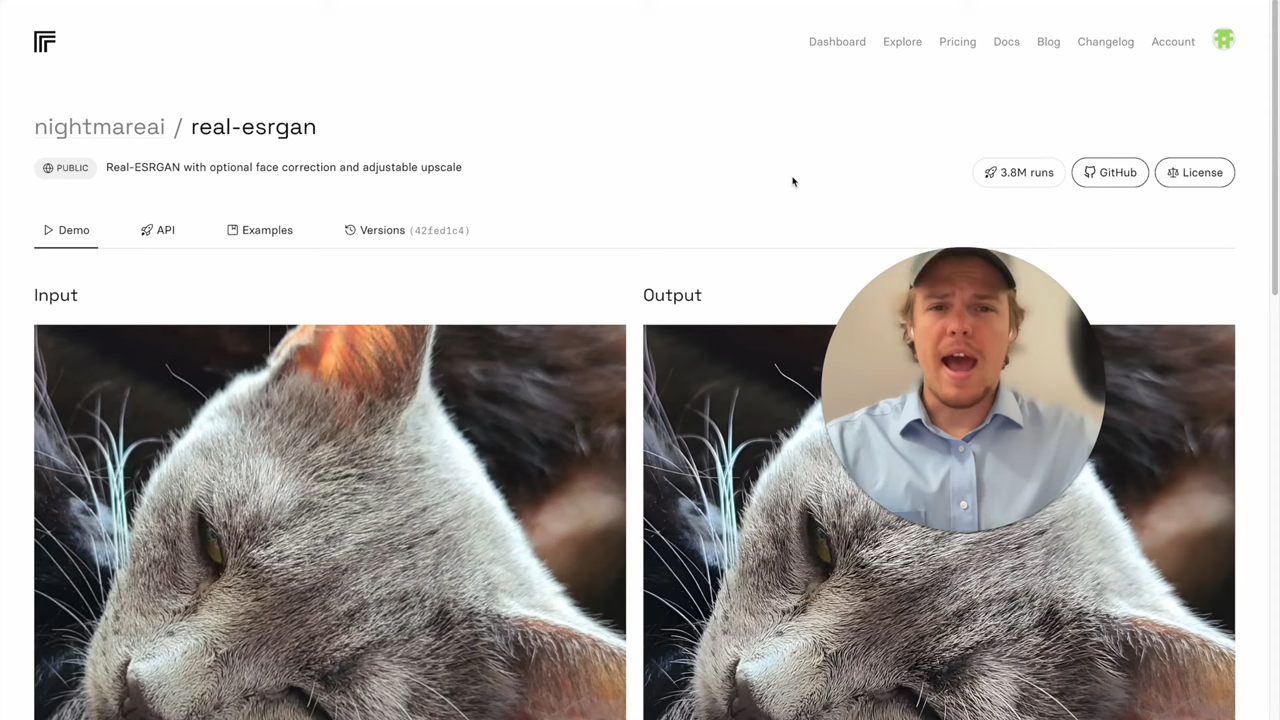 Dashboard Explore Pricing Docs Blog Changelog Account
nightmareai / real-esrgan
PUBLIC Real-ESRGAN with optional face correction and adjustable upscale
3.8M runs GitHub License
Demo API Examples Versions (42fed1c4)
Input Output